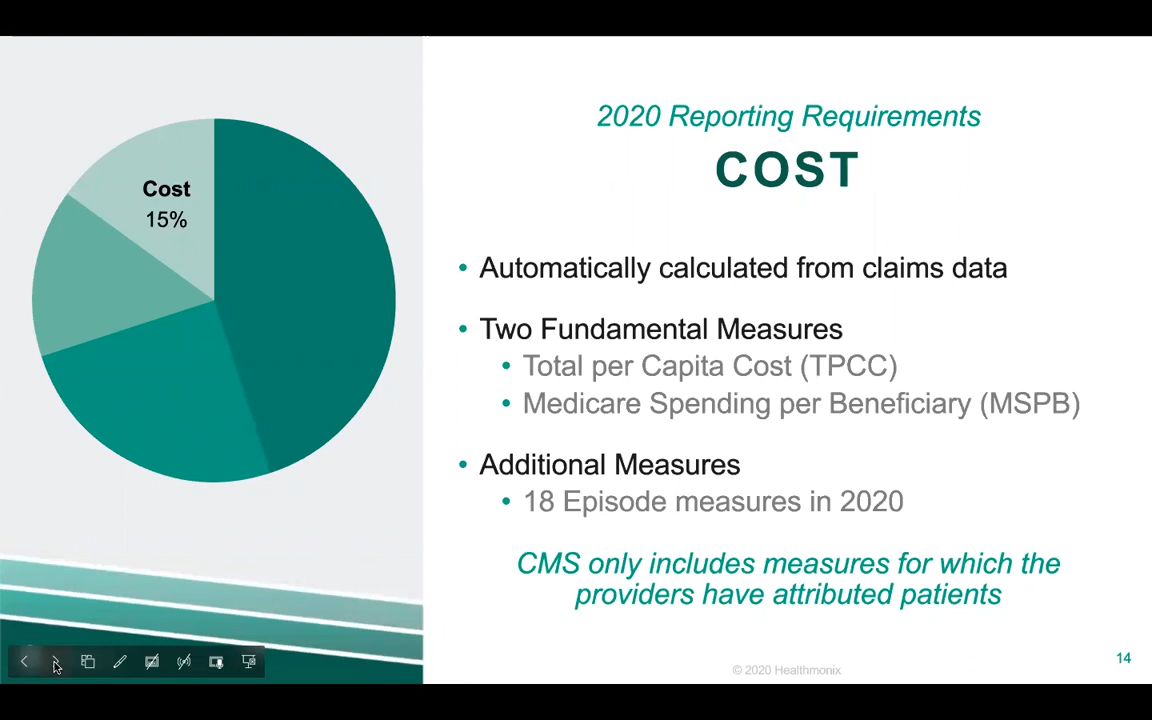 Cost
15%
2020 Reporting Requirements
COST
• Automatically calculated from claims data
• Two Fundamental Measures
• Total per Capita Cost (TPCC)
• Medicare Spending per Beneficiary (MSPB)
• Additional Measures
• 18 Episode measures in 2020
CMS only includes measures for which the
providers have attributed patients
© 2020 Healthmonix
14